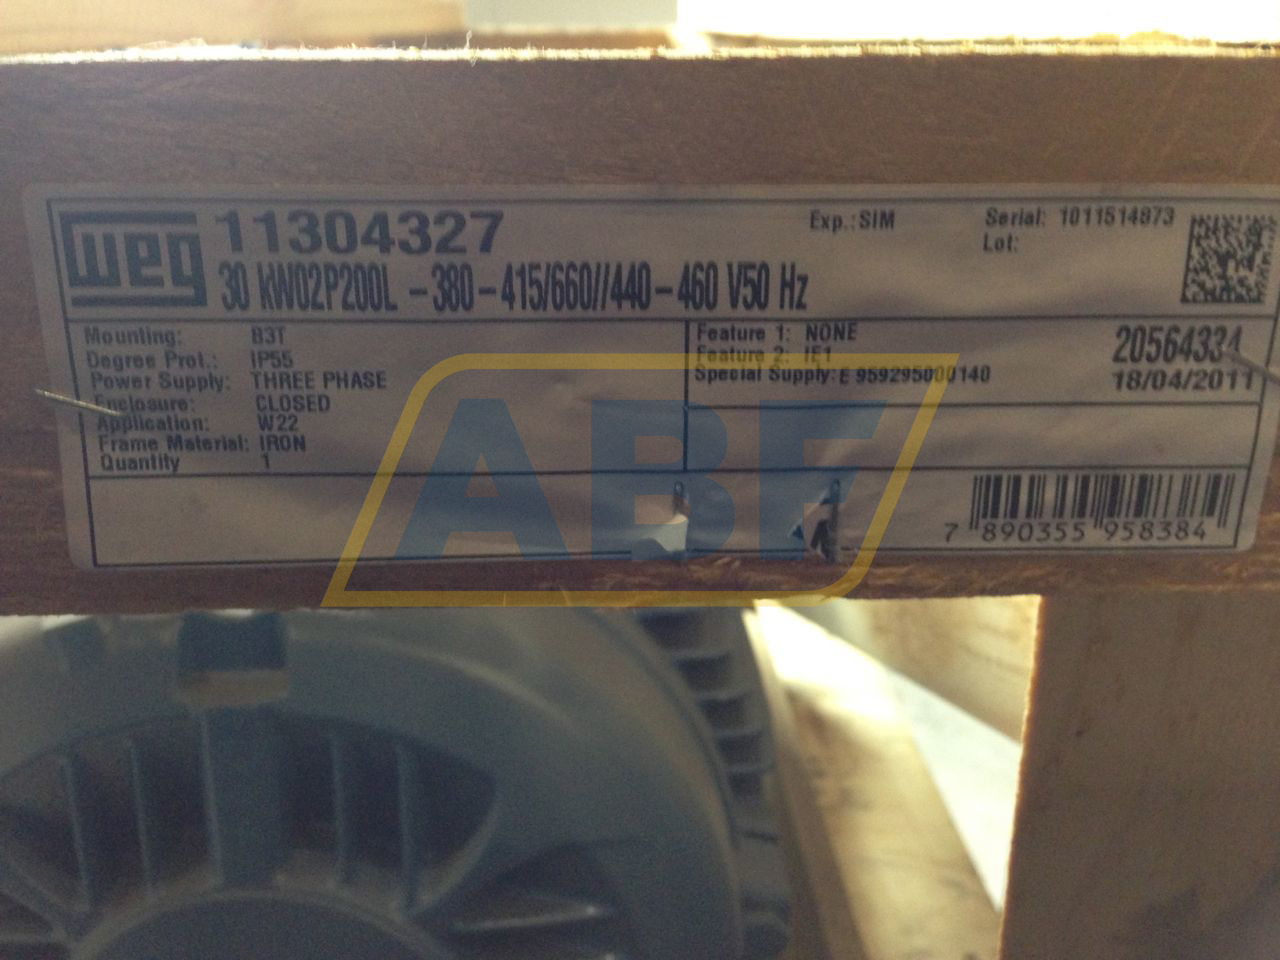 weg
11304327
Exp.: SIM
Serial: 1011514873
Lot:
30 kW02P200L -380-415/660//440-460 V50 Hz
Mounting: B3T
Degree Prot.: IP55
Power Supply: THREE PHASE
Enclosure: CLOSED
Application: W22
Frame Material: IRON
Quantity 1
Feature 1: NONE
Feature 2: IE1
Special Supply: E 959295000140
20564334
18/04/2011
ABF
7 890355 958384